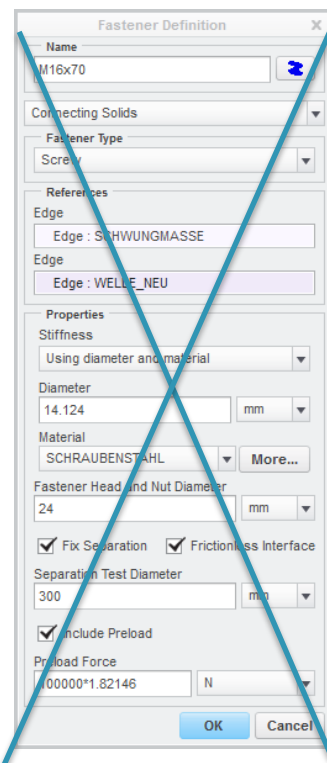 Fastener Definition x
Name
M16x70
Connecting Solids
Fastener Type
Screw
References
Edge
Edge : SCHWUNGMASSE
Edge
Edge : WELLE_NEU
Properties
Stiffness
Using diameter and material
Diameter
14.124 mm
Material
SCHRAUBENSTAHL More...
Fastener Head and Nut Diameter
24 mm
Fix Separation Frictionless Interface
Separation Test Diameter
300 mm
Include Preload
Preload Force
100000*1.82146 N
OK Cancel